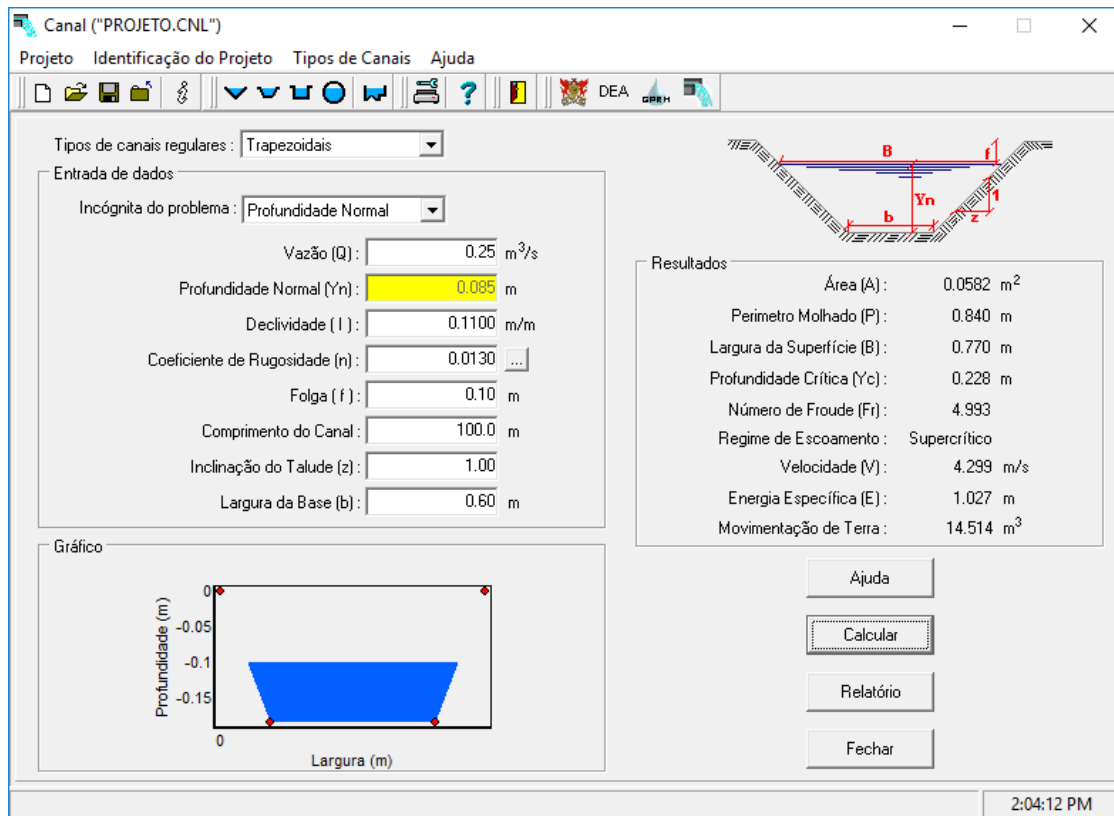 Canal ("PROJETO.CNL")
Projeto Identificação do Projeto Tipos de Canais Ajuda
DEA GPRH
Tipos de canais regulares : Trapezoidais
Entrada de dados
Incógnita do problema : Profundidade Normal
Vazão (Q) : 0.25 m³/s
Profundidade Normal (Yn) : 0.085 m
Declividade ( I ) : 0.1100 m/m
Coeficiente de Rugosidade (n) : 0.0130 ...
Folga ( f ) : 0.10 m
Comprimento do Canal : 100.0 m
Inclinação do Talude (z) : 1.00
Largura da Base (b) : 0.60 m
B f
Yn 1
b z
Resultados
Área (A) : 0.0582 m²
Perimetro Molhado (P) : 0.840 m
Largura da Superfície (B) : 0.770 m
Profundidade Crítica (Yc) : 0.228 m
Número de Froude (Fr) : 4.993
Regime de Escoamento : Supercrítico
Velocidade (V) : 4.299 m/s
Energia Específica (E) : 1.027 m
Movimentação de Terra : 14.514 m³
Gráfico
Profundidade (m)
0
-0.05
-0.1
-0.15
0
Largura (m)
Ajuda
Calcular
Relatório
Fechar
2:04:12 PM